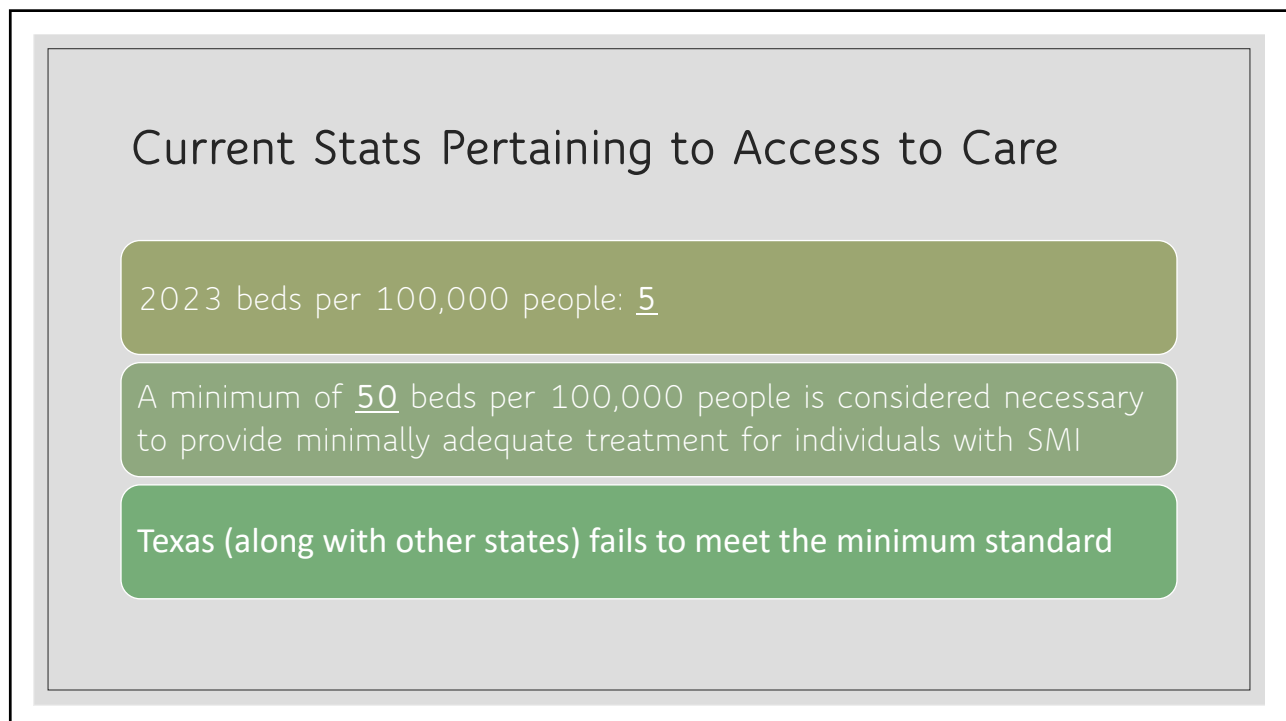 Current Stats Pertaining to Access to Care
2023 beds per 100,000 people: 5
A minimum of 50 beds per 100,000 people is considered necessary
to provide minimally adequate treatment for individuals with SMI
Texas (along with other states) fails to meet the minimum standard